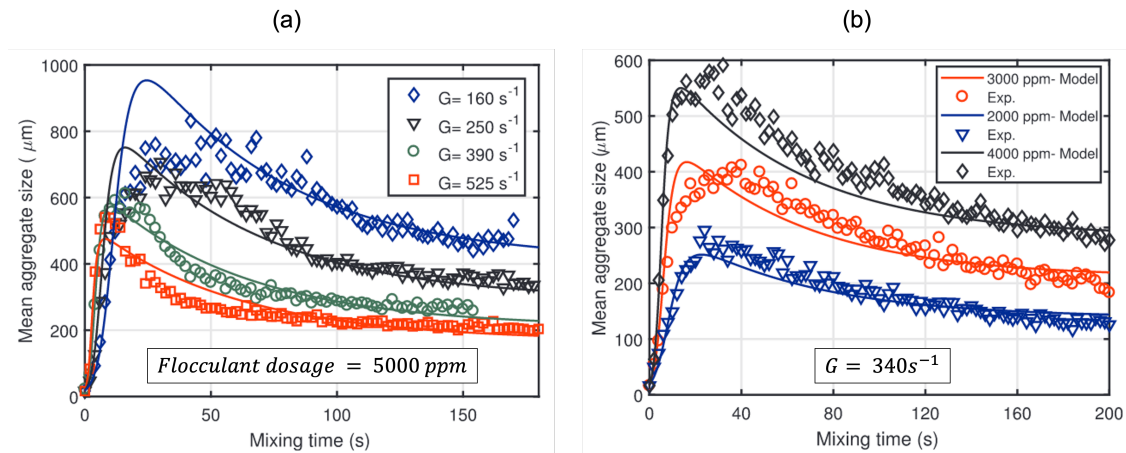 (a)
(b)
1000
800
600
400
200
0
0
50
100
150
Mean aggregate size ( μm)
Mixing time (s)
G= 160 s⁻¹
G= 250 s⁻¹
G= 390 s⁻¹
G= 525 s⁻¹
Flocculant dosage = 5000 ppm
600
500
400
300
200
100
0
0
40
80
120
160
200
Mean aggregate size (μm)
Mixing time (s)
3000 ppm- Model
Exp.
2000 ppm- Model
Exp.
4000 ppm- Model
Exp.
G = 340s⁻¹